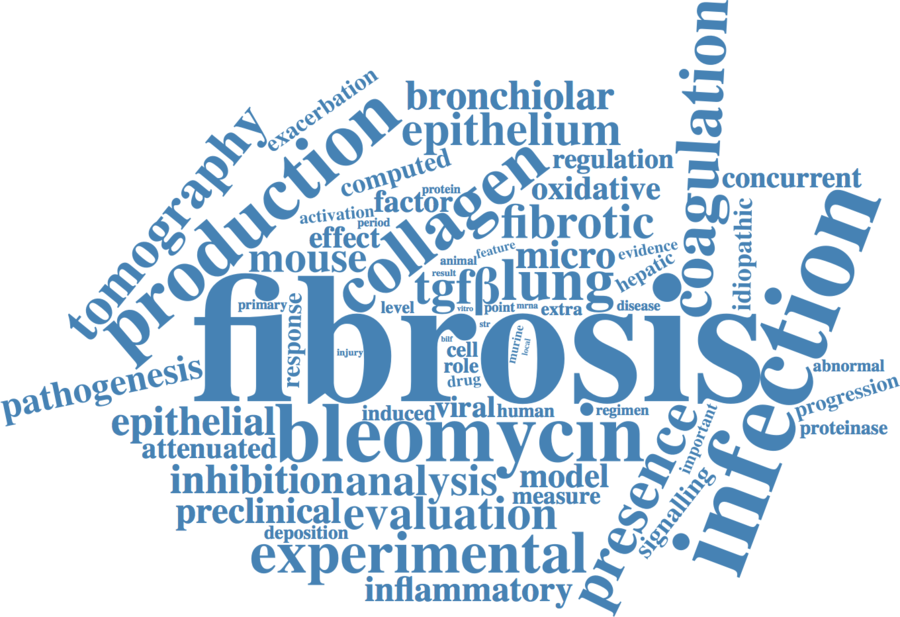 coagulation
exacerbation
bronchiolar
tomography
production
epithelium
computed
collagen
regulation
concurrent
protein
factor
oxidative
activation
period
fibrotic
effect
mouse
animal
feature
micro
evidence
idiopathic
infection
result
tgfβ
lung
hepatic
primary
response
level
vitro
point
mrna
extra
disease
fibrosis
str
murine
local
injury
bilf
cell
role
drug
pathogenesis
abnormal
progression
proteinase
epithelial
induced
viral
human
regimen
attenuated
bleomycin
presence
important
signalling
inhibition
analysis
model
measure
preclinical
evaluation
deposition
experimental
inflammatory